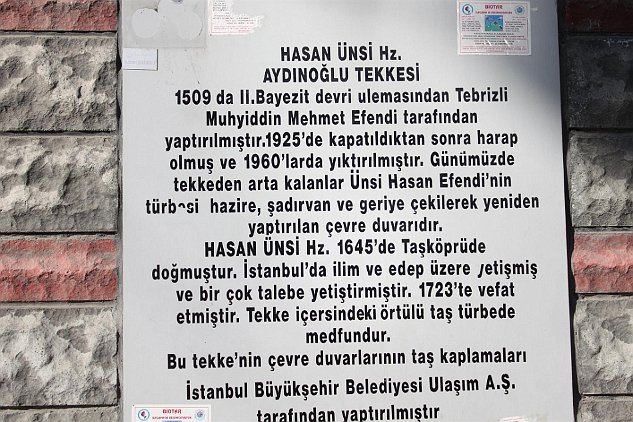 BIOTAR
HASAN ÜNSİ Hz.
AYDINOĞLU TEKKESİ
1509 da II.Bayezit devri ulemasından Tebrizli
Muhyiddin Mehmet Efendi tarafından
yaptırılmıştır.1925’de kapatıldıktan sonra harap
olmuş ve 1960’larda yıktırılmıştır. Günümüzde
tekkeden arta kalanlar Ünsi Hasan Efendi’nin
türbesi hazire, şadırvan ve geriye çekilerek yeniden
yaptırılan çevre duvarıdır.
HASAN ÜNSİ Hz. 1645’de Taşköprüde
doğmuştur. İstanbul’da ilim ve edep üzere yetişmiş
ve bir çok talebe yetiştirmiştir. 1723’te vefat
etmiştir. Tekke içersindeki örtülü taş türbede
medfundur.
Bu tekke’nin çevre duvarlarının taş kaplamaları
İstanbul Büyükşehir Belediyesi Ulaşım A.Ş.
tarafından yaptırılmıştır
BIOTAR